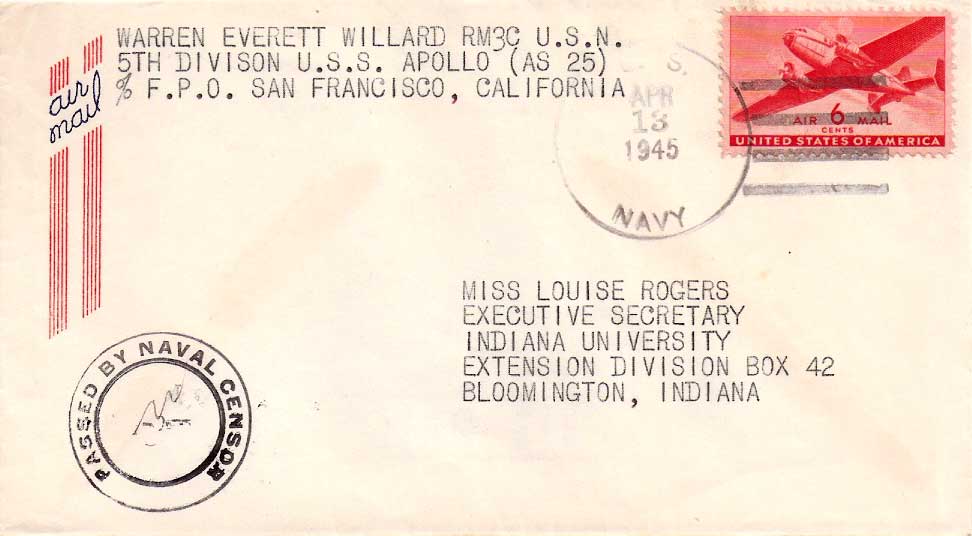 WARREN EVERETT WILLARD RM3C U.S.N.
5TH DIVISON U.S.S. APOLLO (AS 25)
% F.P.O. SAN FRANCISCO, CALIFORNIA
air
mail
S.
APR
13
1945
NAVY
AIR 6 MAIL
CENTS
UNITED STATES OF AMERICA
MISS LOUISE ROGERS
EXECUTIVE SECRETARY
INDIANA UNIVERSITY
EXTENSION DIVISION BOX 42
BLOOMINGTON, INDIANA
PASSED BY NAVAL CENSOR